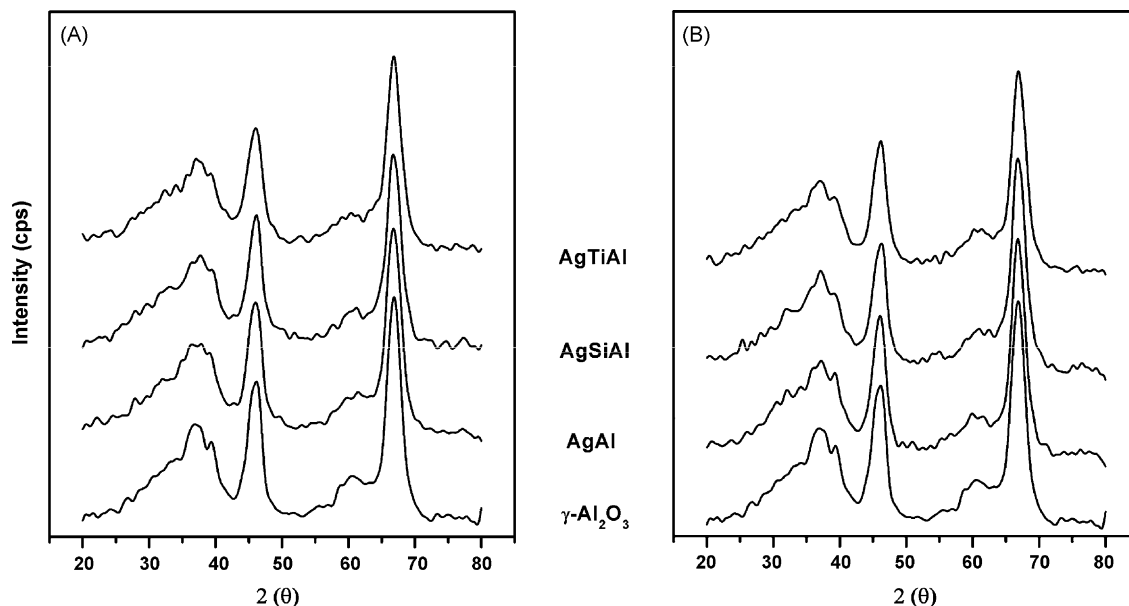 (A)
(B)
Intensity (cps)
AgTiAl
AgSiAl
AgAl
γ-Al₂O₃
20 30 40 50 60 70 80
20 30 40 50 60 70 80
2 (θ)
2 (θ)